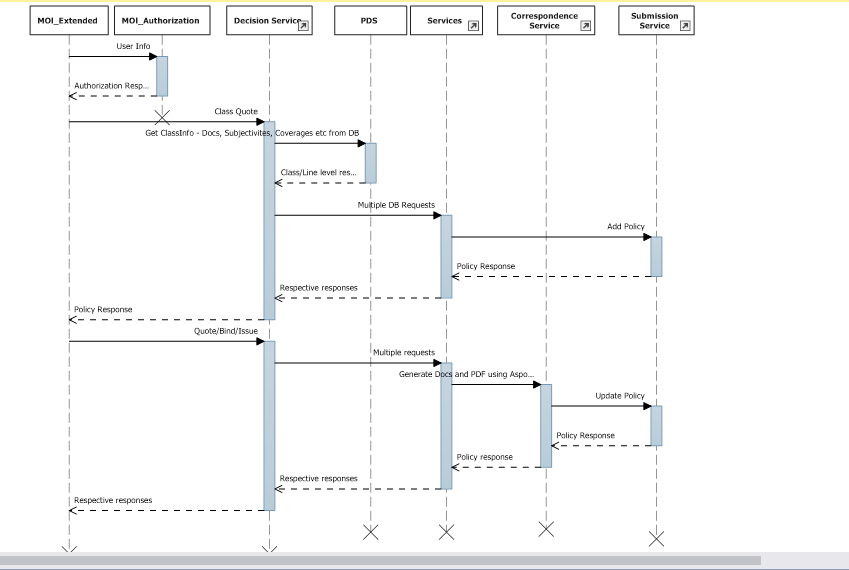 MOI_Extended
MOI_Authorization
Decision Service
PDS
Services
Correspondence
Service
Submission
Service
User Info
Authorization Resp...
Class Quote
Get ClassInfo - Docs, Subjectivites, Coverages etc from DB
Class/Line level res...
Multiple DB Requests
Add Policy
Policy Response
Respective responses
Policy Response
Quote/Bind/Issue
Multiple requests
Generate Docs and PDF using Aspo...
Update Policy
Policy Response
Policy response
Respective responses
Respective responses